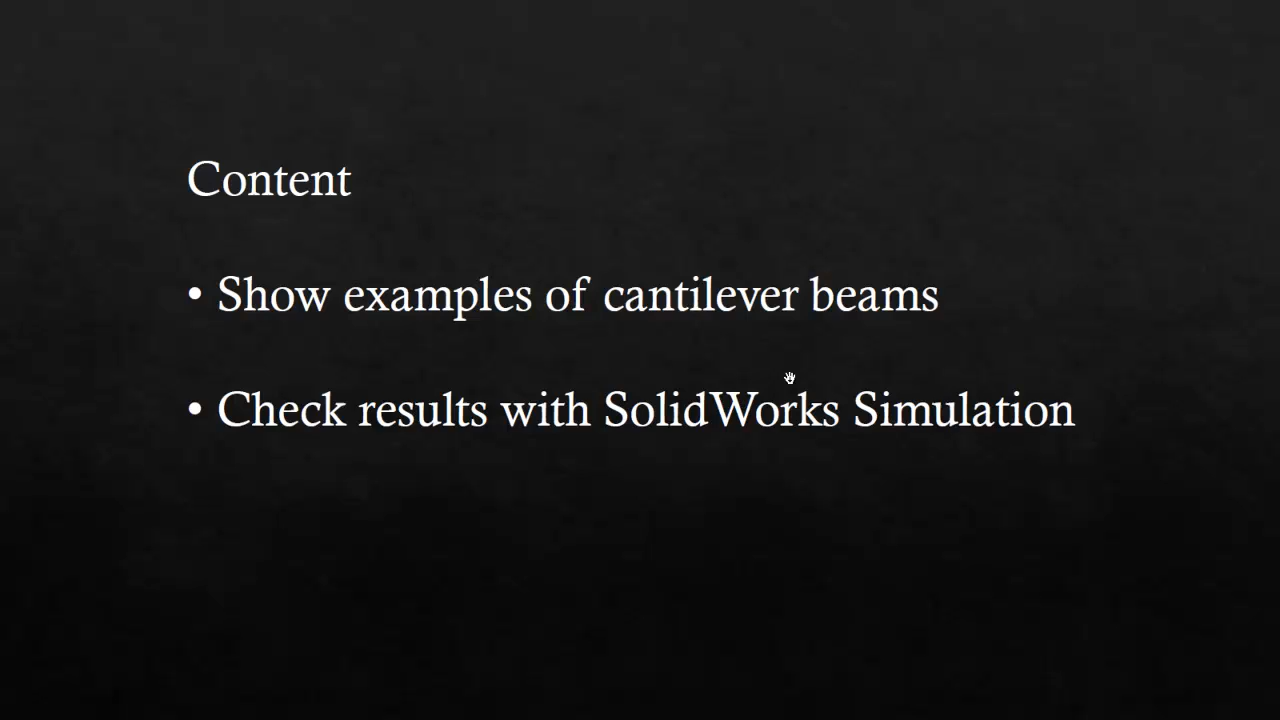 Content
• Show examples of cantilever beams
• Check results with SolidWorks Simulation